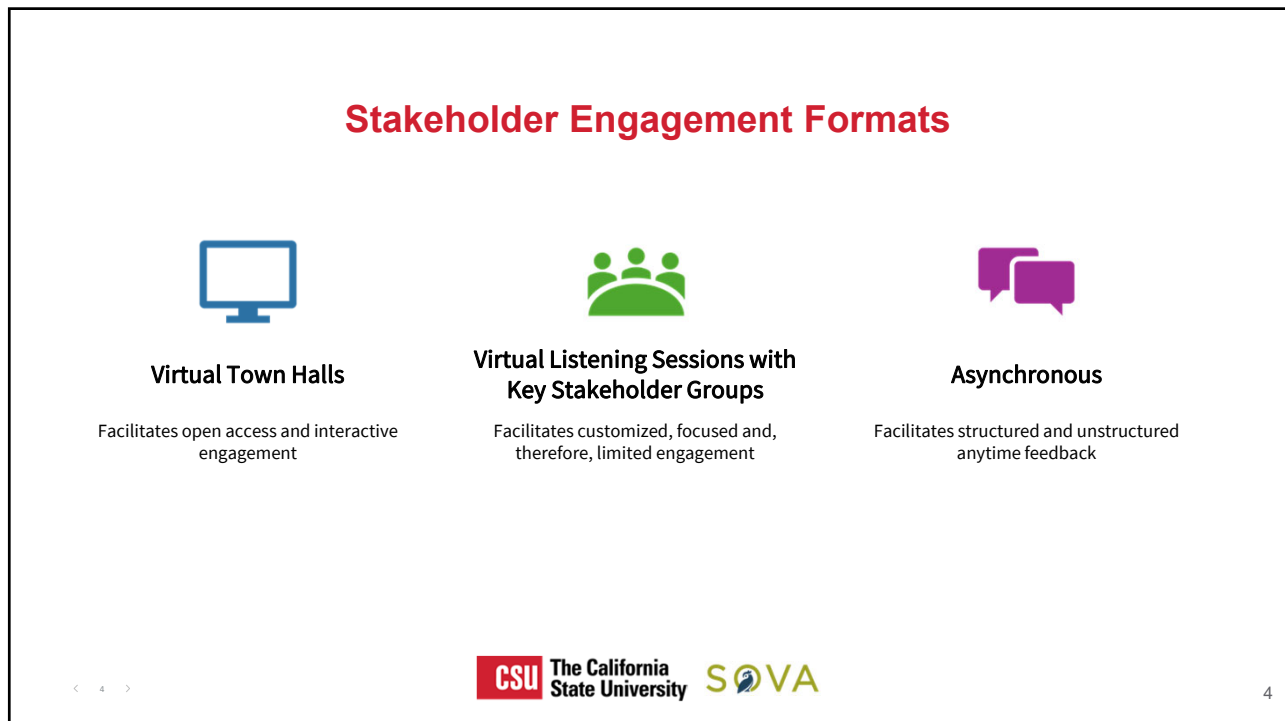 Stakeholder Engagement Formats
Virtual Town Halls
Facilitates open access and interactive
engagement
Virtual Listening Sessions with
Key Stakeholder Groups
Facilitates customized, focused and,
therefore, limited engagement
Asynchronous
Facilitates structured and unstructured
anytime feedback
< 4 >
CSU The California
State University
SOVA
4